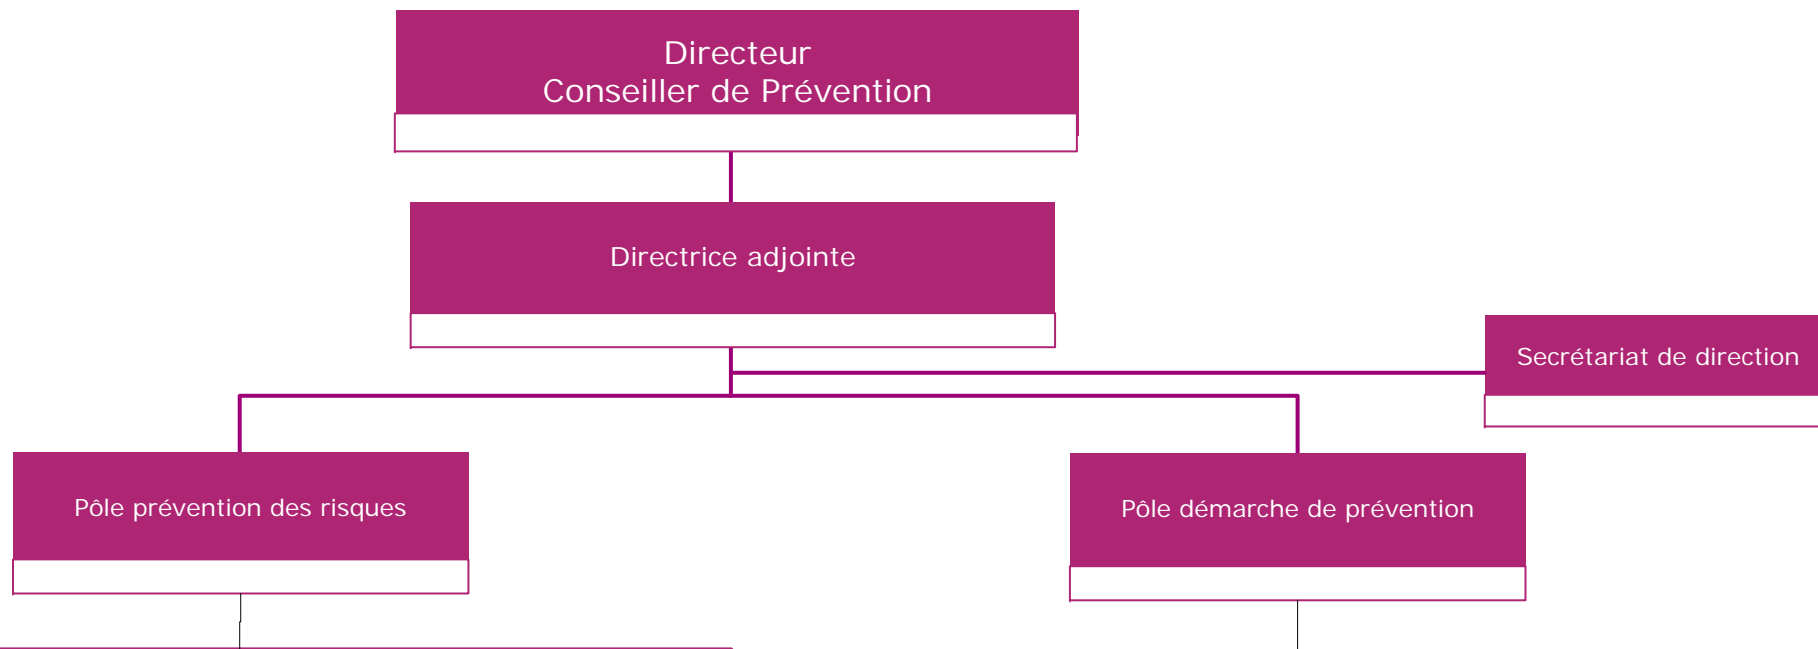 Directeur
Conseiller de Prévention
Directrice adjointe
Secrétariat de direction
Pôle prévention des risques
Pôle démarche de prévention